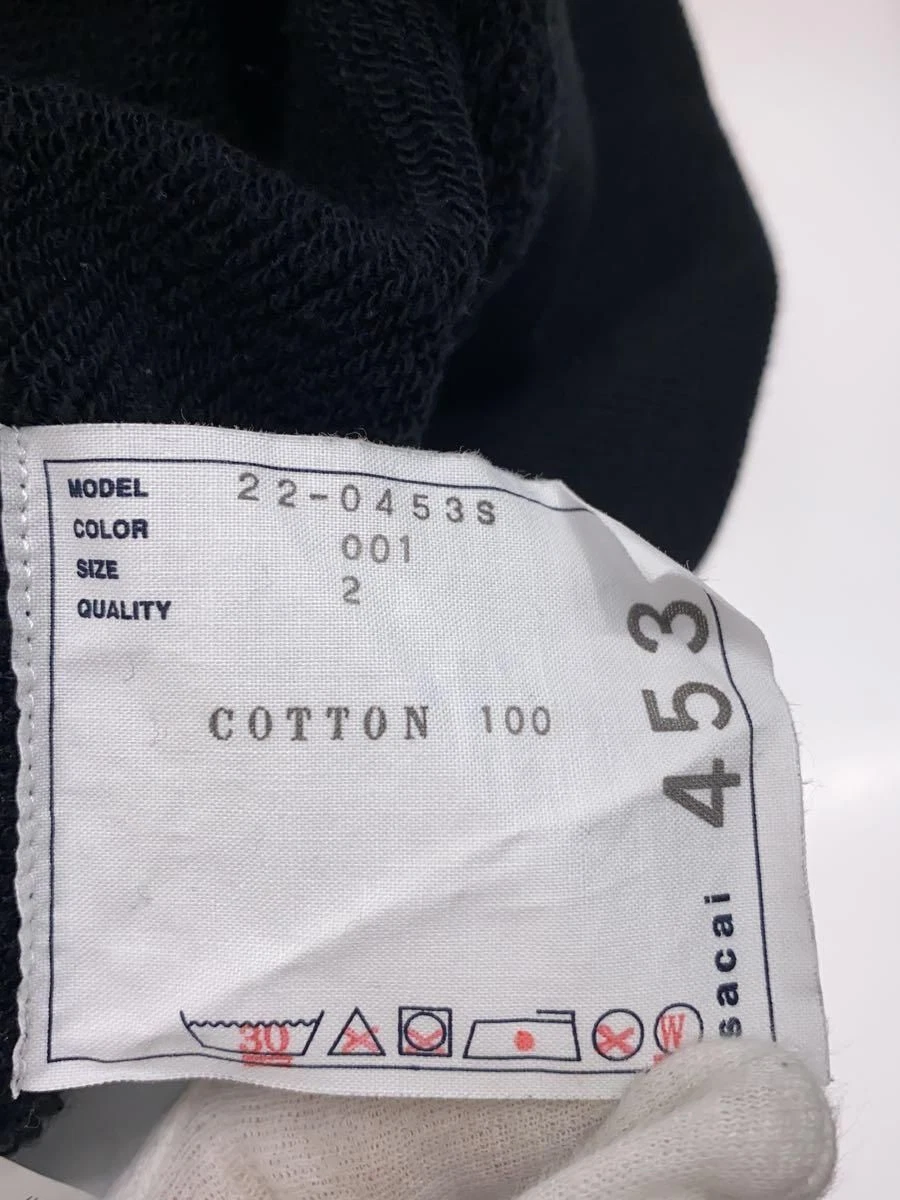 MODEL 22-0453S
COLOR 001
SIZE 2
QUALITY
COTTON 100
sacai 453
30
W